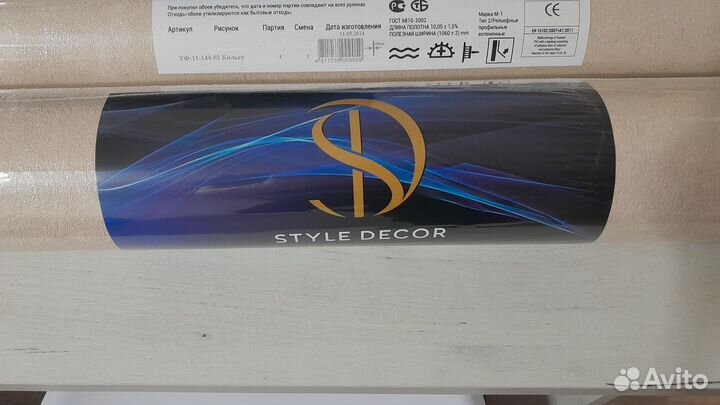 При покупке обоев убедитесь, что дата и номер партии совпадают на всех рулонах.
Отходы обоев утилизируются как бытовые отходы.
Артикул Рисунок Партия Смена Дата изготовления
11.09.2024
ТФ-11-144-02 Кильсу
ГОСТ 6810-2002
ДЛИНА ПОЛОТНА 10,05 ± 1,5%
ПОЛЕЗНАЯ ШИРИНА (1060 ± 2) mm
Марка М-1
Тип 2/Рельефные
профильные
вспененные
CE
EN 15102:2007+A1:2011
STYLE DECOR
Avito